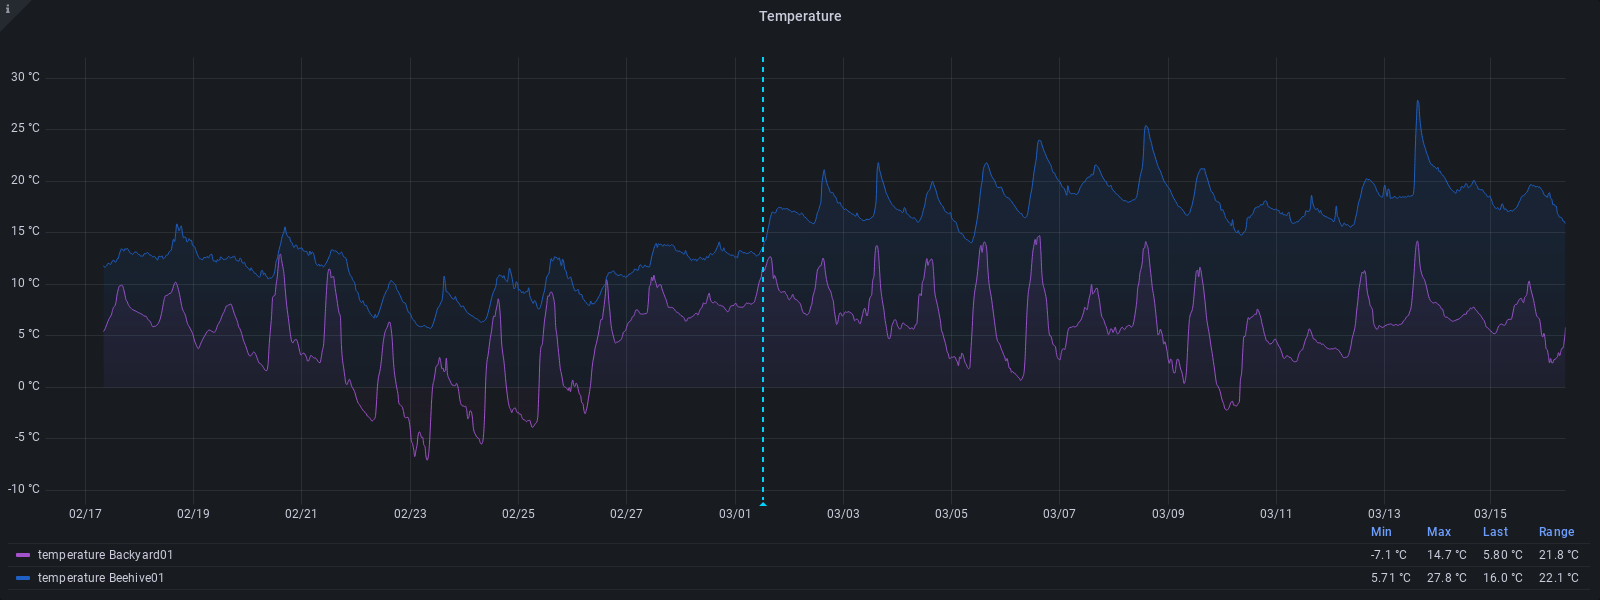 i
Temperature
30 °C
25 °C
20 °C
15 °C
10 °C
5 °C
0 °C
-5 °C
-10 °C
02/17 02/19 02/21 02/23 02/25 02/27 03/01 03/03 03/05 03/07 03/09 03/11 03/13 03/15
Min Max Last Range
temperature Backyard01 -7.1 °C 14.7 °C 5.80 °C 21.8 °C
temperature Beehive01 5.71 °C 27.8 °C 16.0 °C 22.1 °C